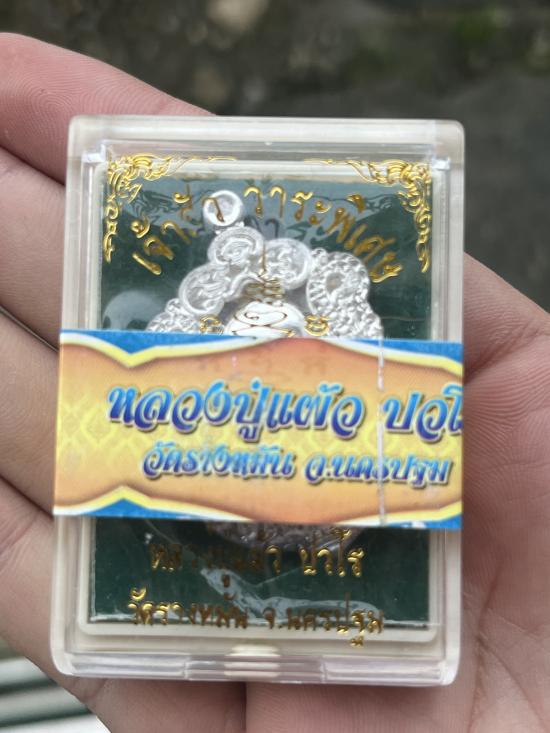 เจ้าสัว วาระพิเศษ
หลวงปู่แผ้ว ปวโร
วัดรางหมัน จ.นครปฐม
หลวงปู่แผ้ว ปวโร
วัดรางหมัน จ.นครปฐม